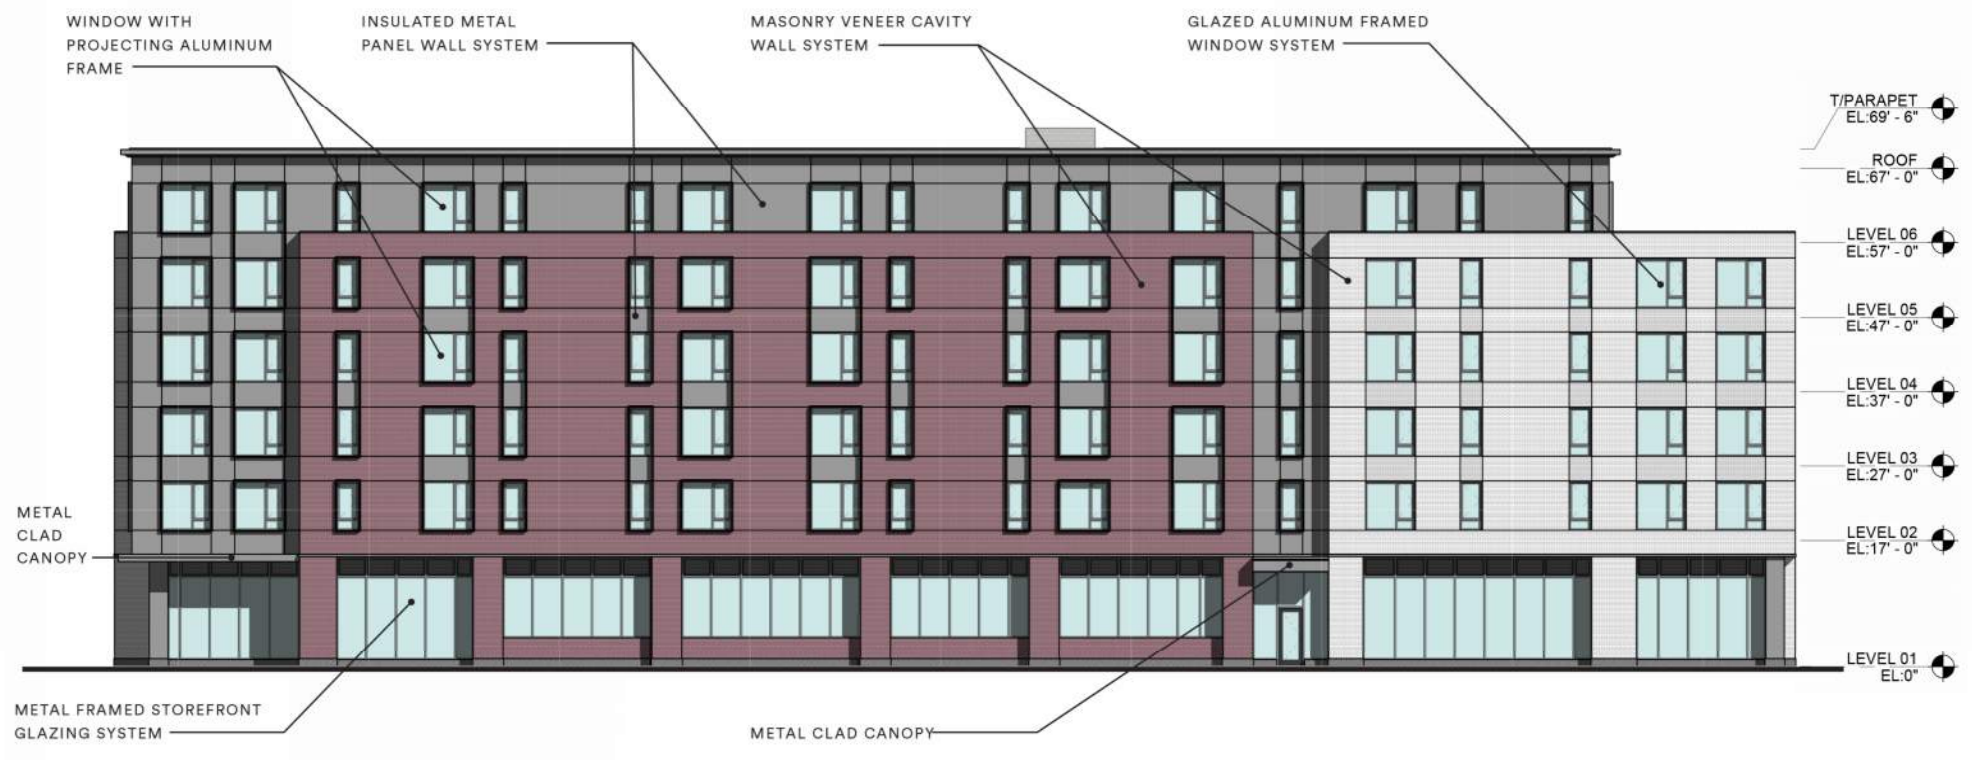 WINDOW WITH
PROJECTING ALUMINUM
FRAME
INSULATED METAL
PANEL WALL SYSTEM
MASONRY VENEER CAVITY
WALL SYSTEM
GLAZED ALUMINUM FRAMED
WINDOW SYSTEM
T/PARAPET
EL:69' - 6"
ROOF
EL:67' - 0"
LEVEL 06
EL:57' - 0"
LEVEL 05
EL:47' - 0"
LEVEL 04
EL:37' - 0"
LEVEL 03
EL:27' - 0"
METAL
CLAD
CANOPY
LEVEL 02
EL:17' - 0"
LEVEL 01
EL:0"
METAL FRAMED STOREFRONT
GLAZING SYSTEM
METAL CLAD CANOPY